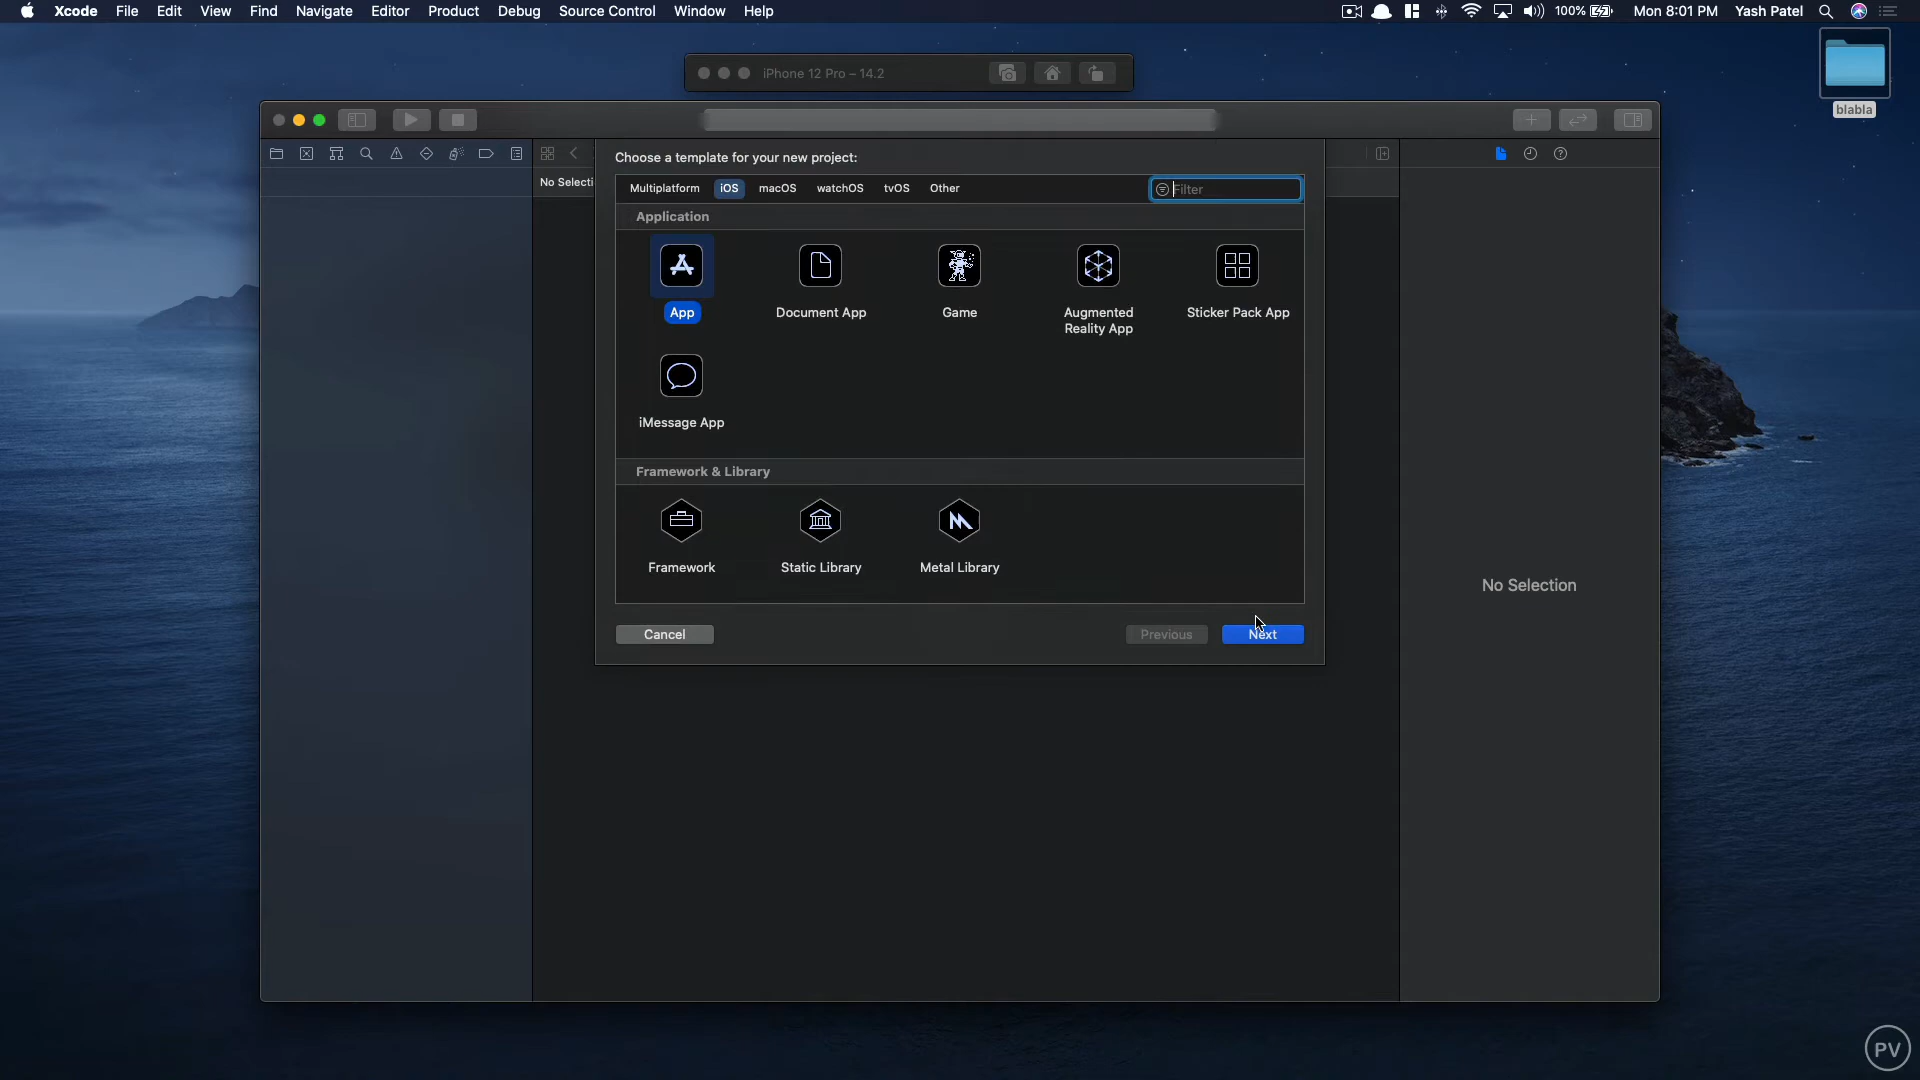 Xcode File Edit View Find Navigate Editor Product Debug Source Control Window Help 100% Mon 8:01 PM Yash Patel
iPhone 12 Pro – 14.2
blabla
Choose a template for your new project:
No Selecti
Multiplatform iOS macOS watchOS tvOS Other Filter
Application
App Document App Game Augmented Reality App Sticker Pack App
iMessage App
Framework & Library
Framework Static Library Metal Library
No Selection
Cancel Previous Next
PV